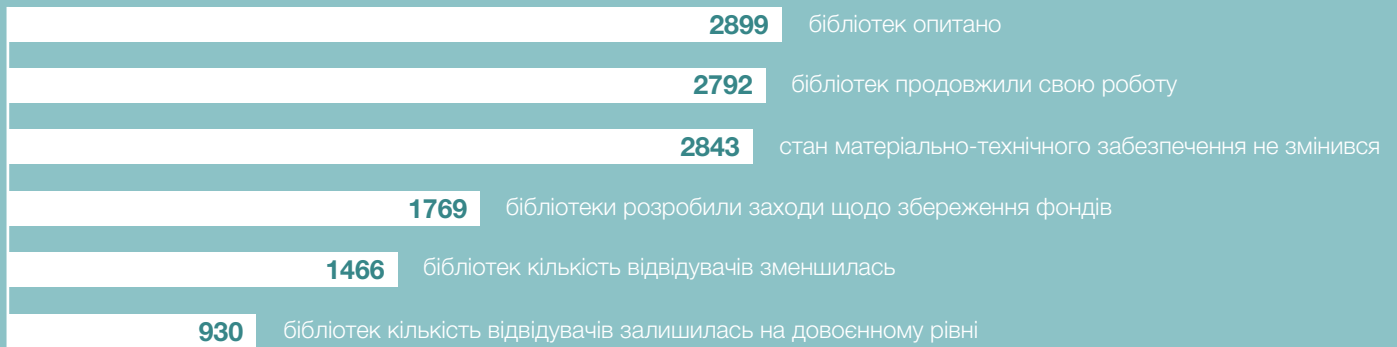 2899 бібліотек опитано
2792 бібліотек продовжили свою роботу
2843 стан матеріально-технічного забезпечення не змінився
1769 бібліотеки розробили заходи щодо збереження фондів
1466 бібліотек кількість відвідувачів зменшилась
930 бібліотек кількість відвідувачів залишилась на довоєнному рівні